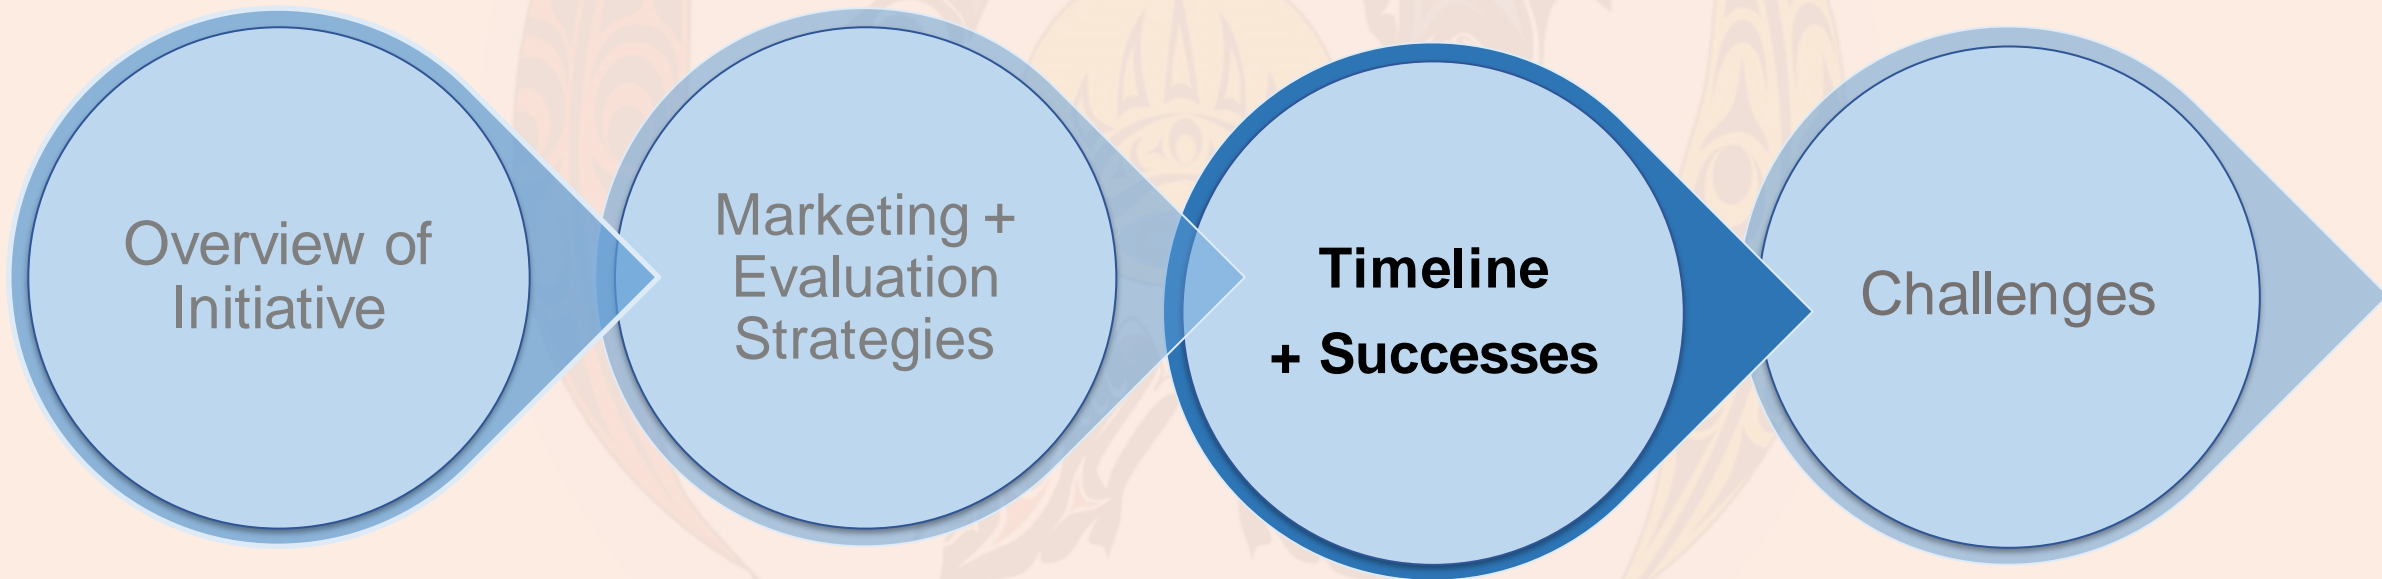 Overview of
Initiative
Marketing +
Evaluation
Strategies
Timeline
+ Successes
Challenges